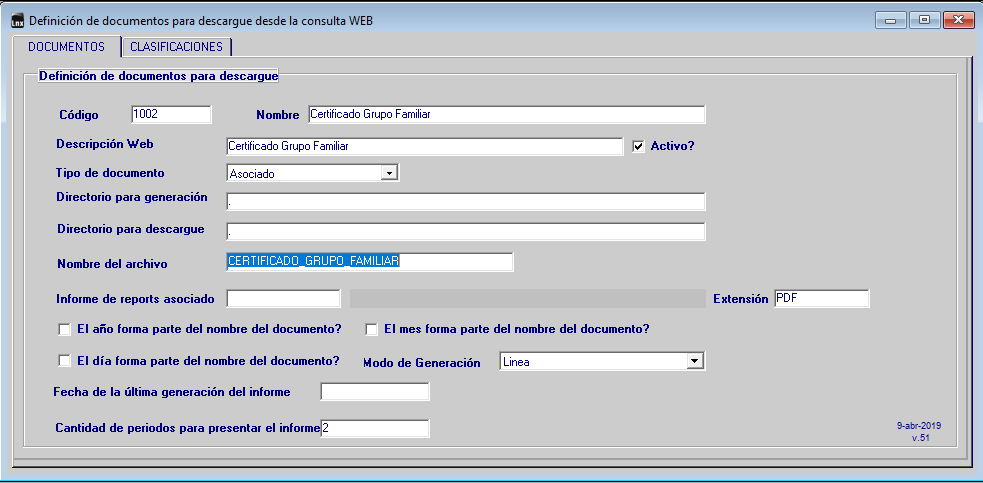 Lnx Definición de documentos para descargue desde la consulta WEB
DOCUMENTOS CLASIFICACIONES
Definición de documentos para descargue
Código 1002 Nombre Certificado Grupo Familiar
Descripción Web Certificado Grupo Familiar Activo?
Tipo de documento Asociado
Directorio para generación .
Directorio para descargue .
Nombre del archivo CERTIFICADO_GRUPO_FAMILIAR
Informe de reports asociado Extensión PDF
El año forma parte del nombre del documento? El mes forma parte del nombre del documento?
El día forma parte del nombre del documento? Modo de Generación Linea
Fecha de la última generación del informe
Cantidad de periodos para presentar el informe 2
9-abr-2019
v.51